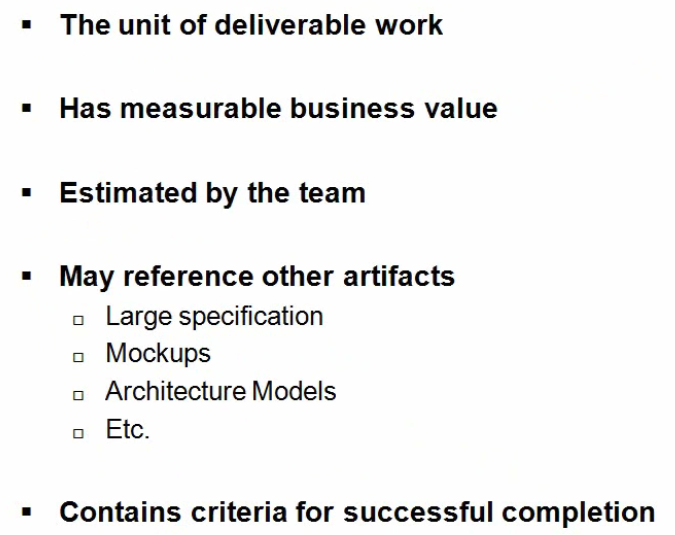 ▪ The unit of deliverable work
▪ Has measurable business value
▪ Estimated by the team
▪ May reference other artifacts
□ Large specification
□ Mockups
□ Architecture Models
□ Etc.
▪ Contains criteria for successful completion